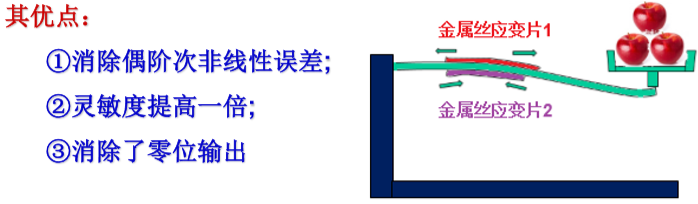 其优点：
①消除偶阶次非线性误差;
②灵敏度提高一倍;
③消除了零位输出
金属丝应变片1
金属丝应变片2